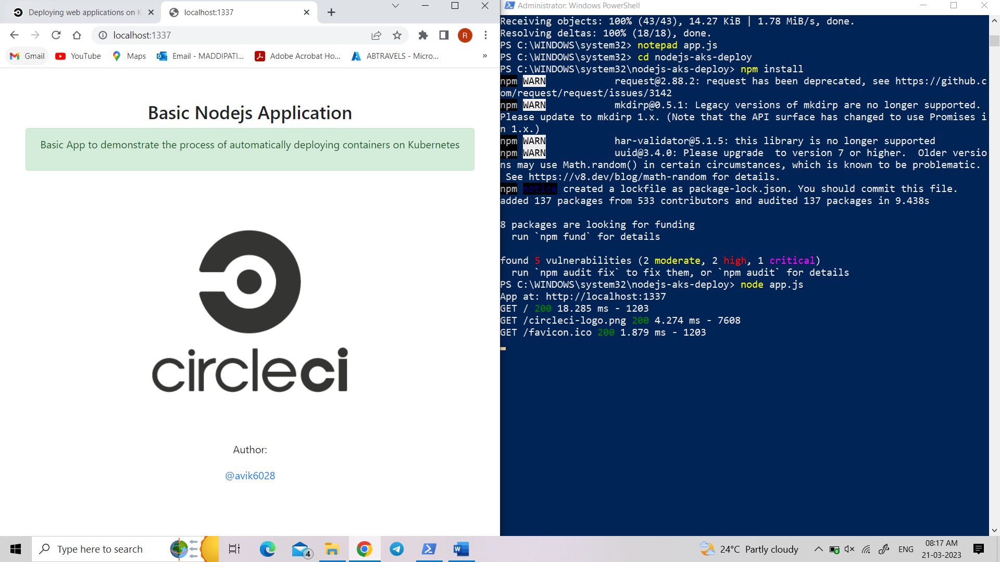 Deploying web applications on K
localhost:1337
localhost:1337
R
Gmail
YouTube
Maps
Email - MADDIPATI...
Adobe Acrobat Ho...
ABTRAVELS - Micro...
»
Basic Nodejs Application
Basic App to demonstrate the process of automatically deploying containers on Kubernetes
circleci
Author:
@avik6028
Administrator: Windows PowerShell
Receiving objects: 100% (43/43), 14.27 KiB | 1.78 MiB/s, done.
Resolving deltas: 100% (18/18), done.
PS C:\WINDOWS\system32> notepad app.js
PS C:\WINDOWS\system32> cd nodejs-aks-deploy
PS C:\WINDOWS\system32\nodejs-aks-deploy> npm install
npm WARN request@2.88.2: request has been deprecated, see https://github.c
om/request/request/issues/3142
npm WARN mkdirp@0.5.1: Legacy versions of mkdirp are no longer supported.
Please update to mkdirp 1.x. (Note that the API surface has changed to use Promises i
n 1.x.)
npm WARN har-validator@5.1.5: this library is no longer supported
npm WARN uuid@3.4.0: Please upgrade  to version 7 or higher.  Older versio
ns may use Math.random() in certain circumstances, which is known to be problematic.
See https://v8.dev/blog/math-random for details.
npm notice created a lockfile as package-lock.json. You should commit this file.
added 137 packages from 533 contributors and audited 137 packages in 9.438s
8 packages are looking for funding
run `npm fund` for details
found 5 vulnerabilities (2 moderate, 2 high, 1 critical)
run `npm audit fix` to fix them, or `npm audit` for details
PS C:\WINDOWS\system32\nodejs-aks-deploy> node app.js
App at: http://localhost:1337
GET / 200 18.285 ms - 1203
GET /circleci-logo.png 200 4.274 ms - 7608
GET /favicon.ico 200 1.879 ms - 1203
Type here to search
4
W
24°C Partly cloudy
ENG
08:17 AM
21-03-2023